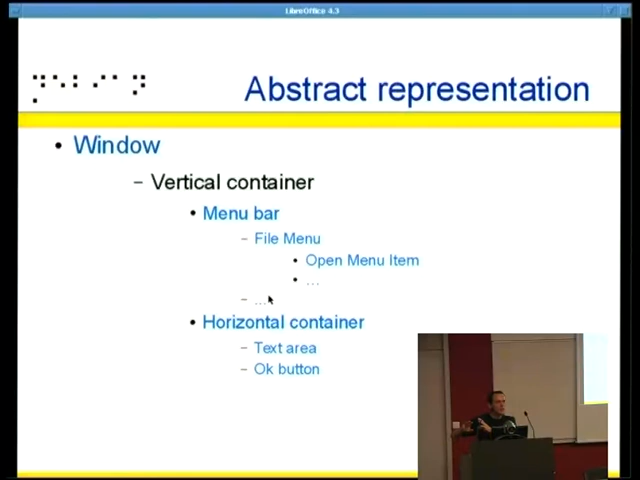 LibreOffice 4.3
⡙⠑⠃⠊⠁⠝
Abstract representation
• Window
– Vertical container
• Menu bar
– File Menu
• Open Menu Item
• ...
– ...
• Horizontal container
– Text area
– Ok button